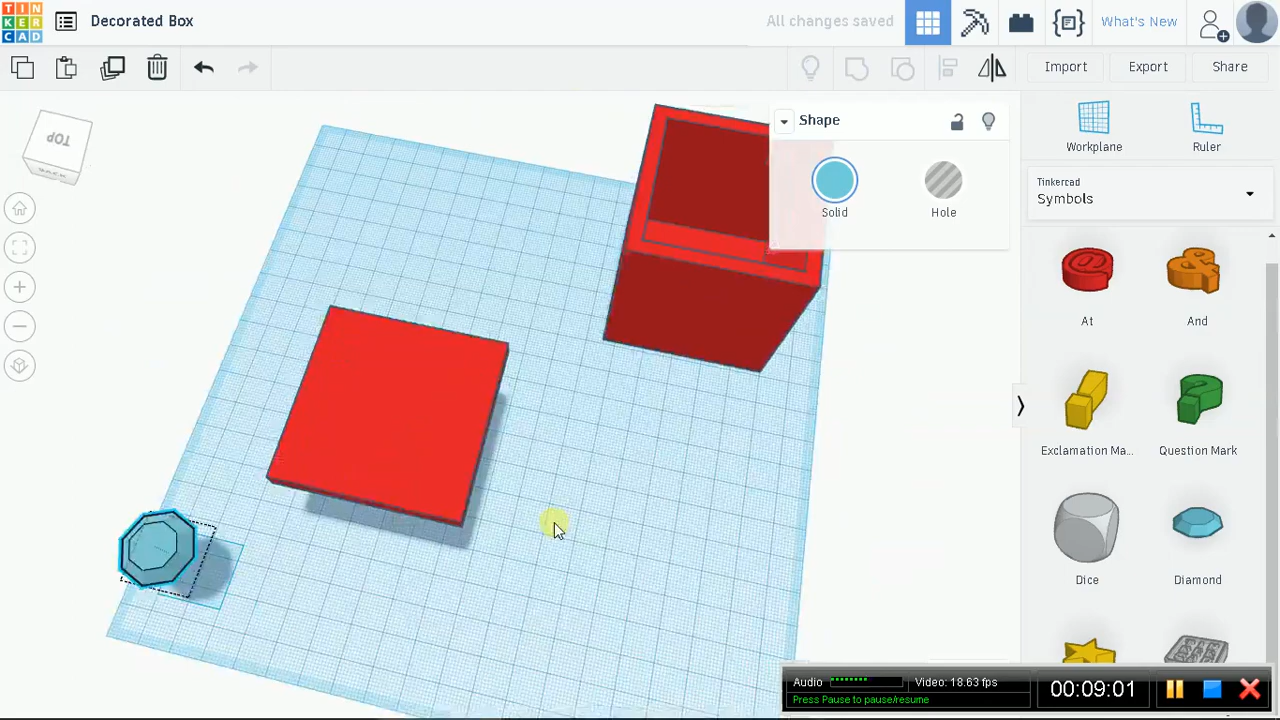 TIN
KER
CAD
Decorated Box
All changes saved
What's New
Import
Export
Share
TOP
Shape
Solid
Hole
Workplane
Ruler
Tinkercad
Symbols
At
And
Exclamation Ma...
Question Mark
Dice
Diamond
Audio
Video: 18.63 fps
Press Pause to pause/resume
00:09:01